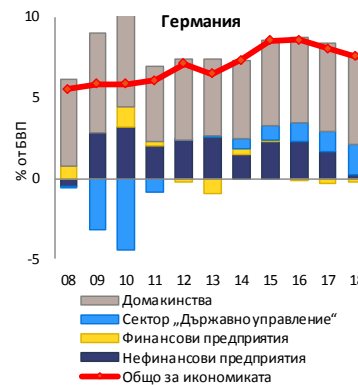 Германия
% от БВП
10
5
0
-5
08 09 10 11 12 13 14 15 16 17 18
Домакинства
Сектор „Държавно управление“
Финансови предприятия
Нефинансови предприятия
Общо за икономиката